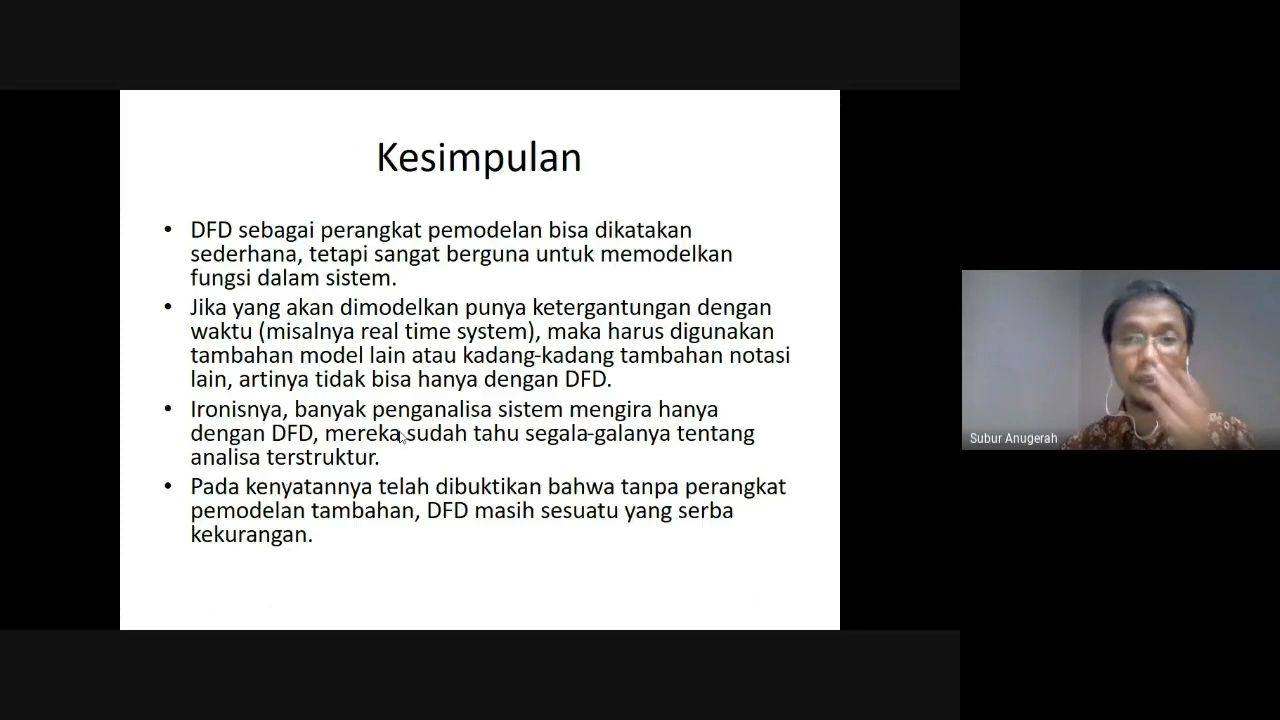 Kesimpulan
• DFD sebagai perangkat pemodelan bisa dikatakan
sederhana, tetapi sangat berguna untuk memodelkan
fungsi dalam sistem.
• Jika yang akan dimodelkan punya ketergantungan dengan
waktu (misalnya real time system), maka harus digunakan
tambahan model lain atau kadang-kadang tambahan notasi
lain, artinya tidak bisa hanya dengan DFD.
• Ironisnya, banyak penganalisa sistem mengira hanya
dengan DFD, mereka sudah tahu segala-galanya tentang
analisa terstruktur.
• Pada kenyatannya telah dibuktikan bahwa tanpa perangkat
pemodelan tambahan, DFD masih sesuatu yang serba
kekurangan.
Subur Anugerah